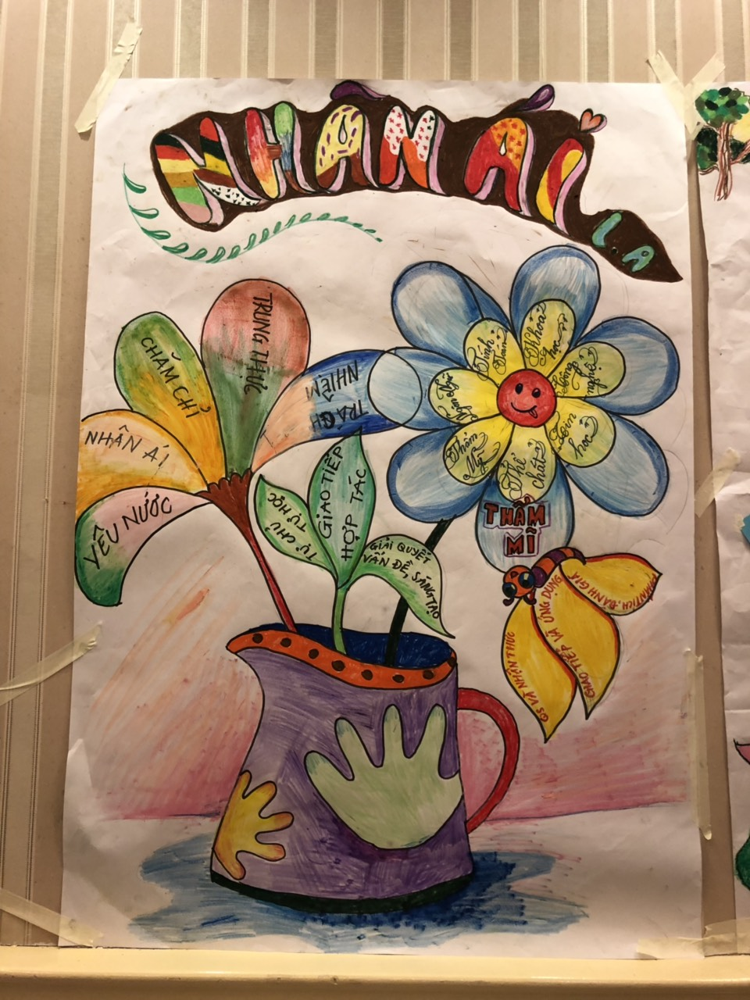 NHÂN ÁI
LÀ
TRUNG THỰC
CHĂM CHỈ
NHÂN ÁI
YÊU NƯỚC
TRÁCH
NHIỆM
TỰ CHỦ
TỰ HỌC
GIAO TIẾP
HỢP TÁC
GIẢI QUYẾT
VẤN ĐỀ, SÁNG TẠO
Tính
Toán
Khoa
học
Công nghệ
Tin
học
Thể
chất
Thẩm
Mỹ
Ngôn ngữ
THẨM
MĨ
QS VÀ NHẬN THỨC
GIAO TIẾP VÀ ỨNG DỤNG
PHÂN TÍCH, ĐÁNH GIÁ